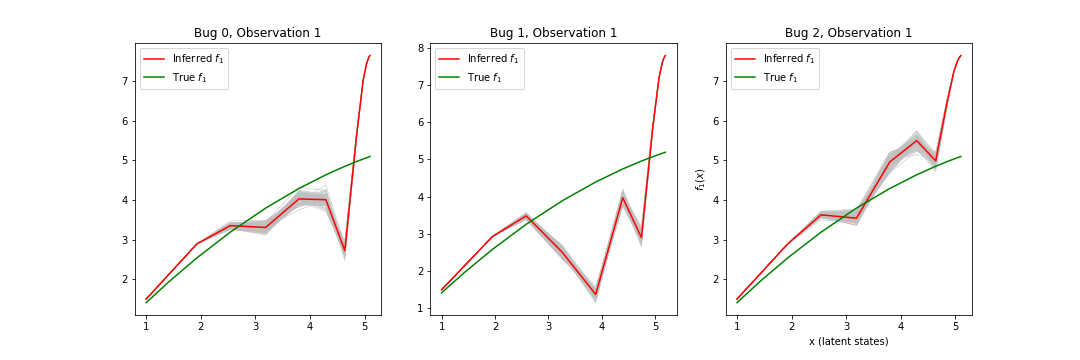 Bug 0, Observation 1
Inferred f₁
True f₁
7
6
5
4
3
2
1 2 3 4 5
Bug 1, Observation 1
Inferred f₁
True f₁
8
7
6
5
4
3
2
1
1 2 3 4 5
Bug 2, Observation 1
Inferred f₁
True f₁
f₁(x)
7
6
5
4
3
2
1 2 3 4 5
x (latent states)